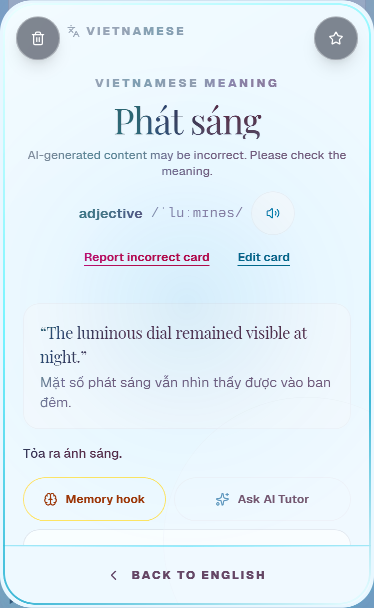 VIETNAMESE
VIETNAMESE MEANING
Phát sáng
AI-generated content may be incorrect. Please check the
meaning.
adjective /ˈluːmɪnəs/
Report incorrect card Edit card
“The luminous dial remained visible at
night.”
Mặt số phát sáng vẫn nhìn thấy được vào ban
đêm.
Tỏa ra ánh sáng.
Memory hook Ask AI Tutor
BACK TO ENGLISH